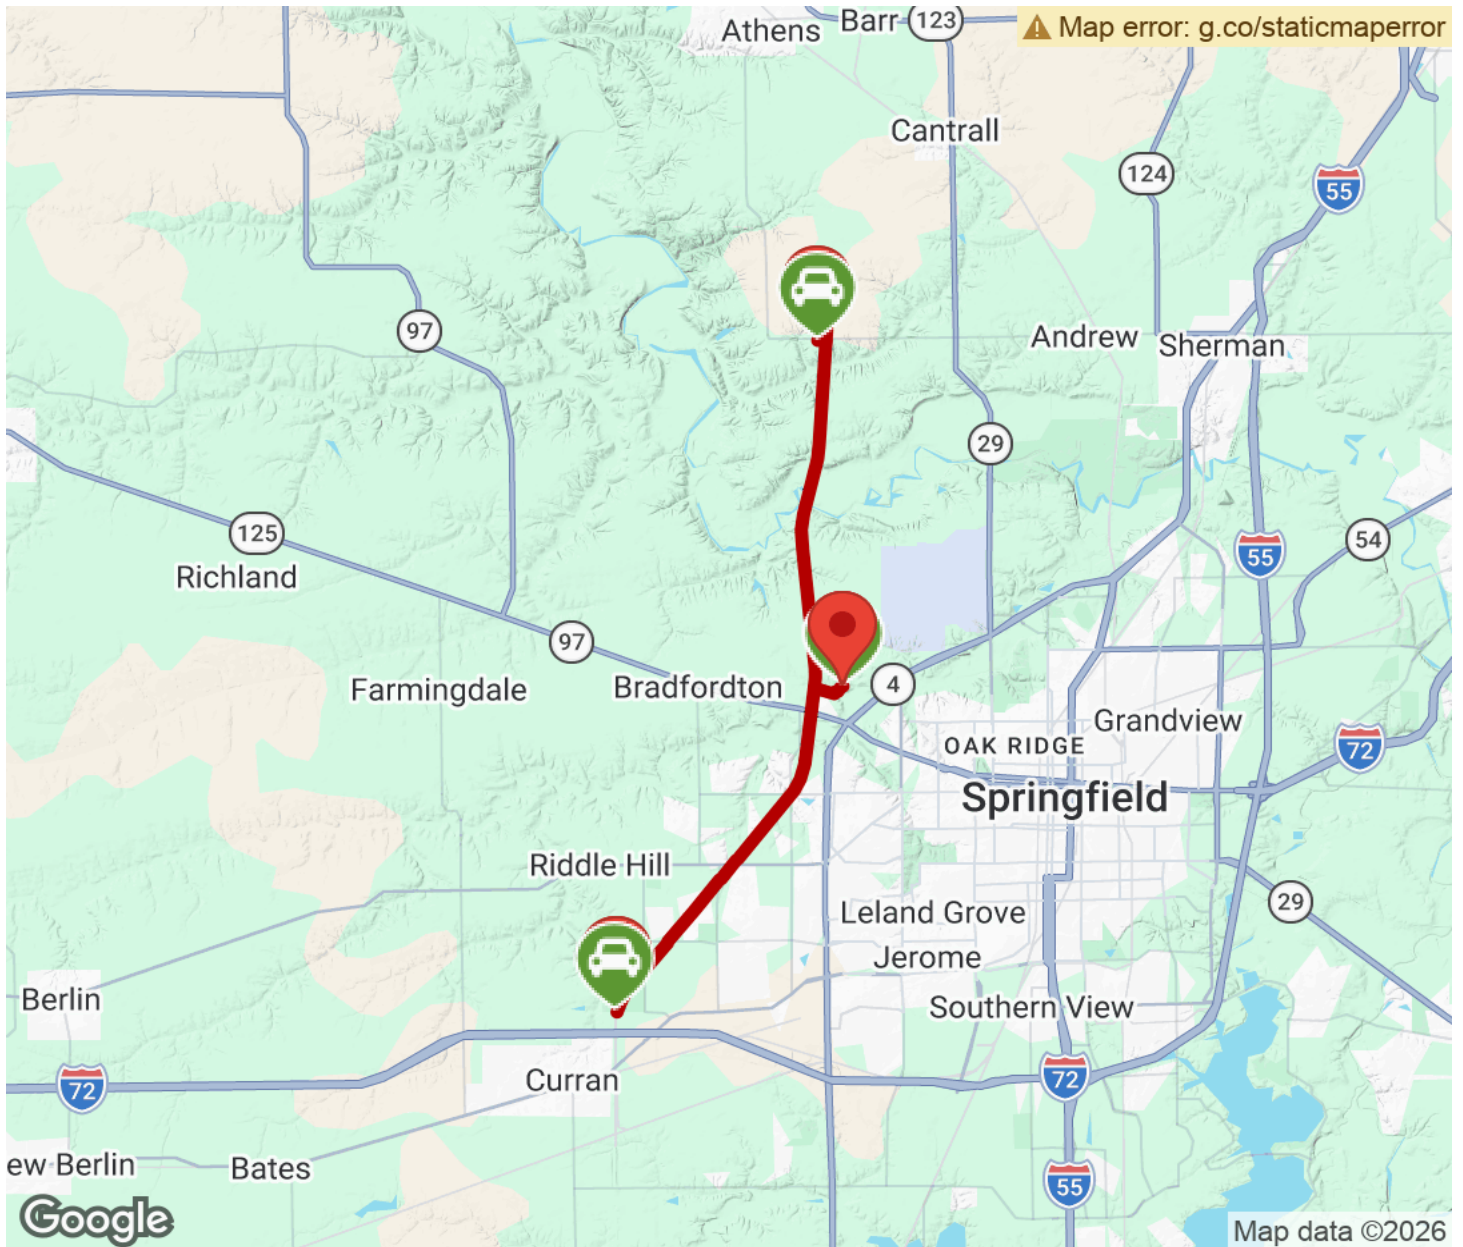 Athens
Barr
123
Map error: g.co/staticmaperror
Cantrall
124
55
97
Andrew
Sherman
29
125
54
55
Richland
97
Farmingdale
Bradfordton
4
Grandview
OAK RIDGE
72
Springfield
Riddle Hill
29
Leland Grove
Jerome
Berlin
Southern View
Curran
72
72
ew Berlin
Bates
55
Google
Map data ©2026